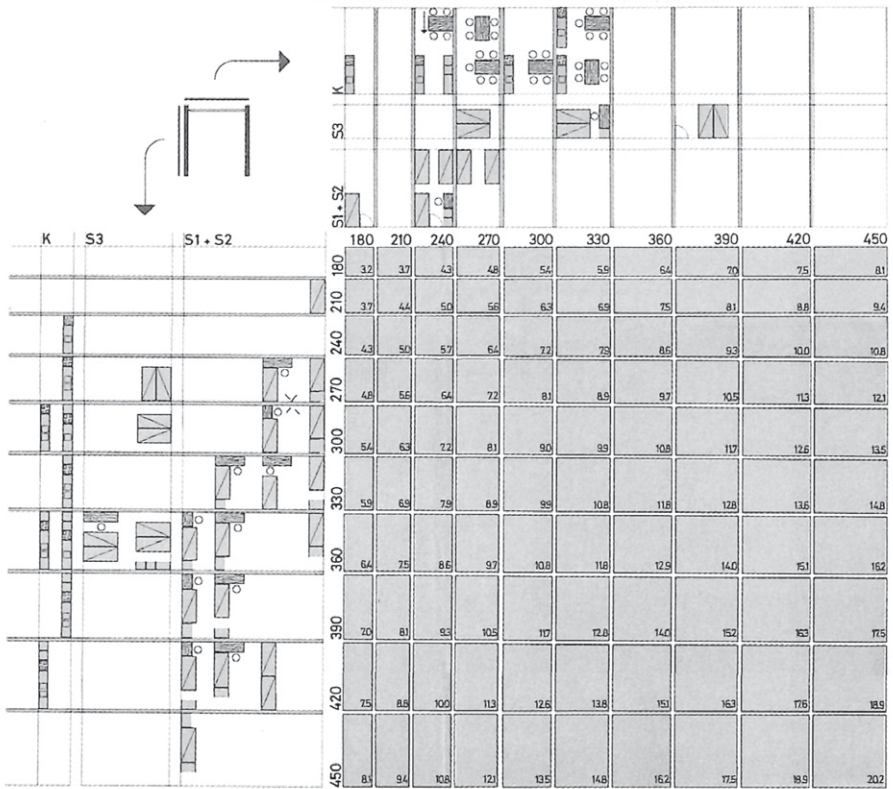 K
S3
S1 + S2
K S3 S1 + S2
180 210 240 270 300 330 360 390 420 450
180 3.2 3.7 4.3 4.8 5.4 5.9 6.4 7.0 7.5 8.1
210 3.7 4.4 5.0 5.6 6.3 6.9 7.5 8.1 8.8 9.4
240 4.3 5.0 5.7 6.4 7.2 7.9 8.6 9.3 10.0 10.8
270 4.8 5.6 6.4 7.2 8.1 8.9 9.7 10.5 11.3 12.1
300 5.4 6.3 7.2 8.1 9.0 9.9 10.8 11.7 12.6 13.5
330 5.9 6.9 7.9 8.9 9.9 10.8 11.8 12.8 13.6 14.8
360 6.4 7.5 8.6 9.7 10.8 11.8 12.9 14.0 15.1 16.2
390 7.0 8.1 9.3 10.5 11.7 12.8 14.0 15.2 16.3 17.5
420 7.5 8.8 10.0 11.3 12.6 13.8 15.1 16.3 17.6 18.9
450 8.1 9.4 10.8 12.1 13.5 14.8 16.2 17.5 18.9 20.2